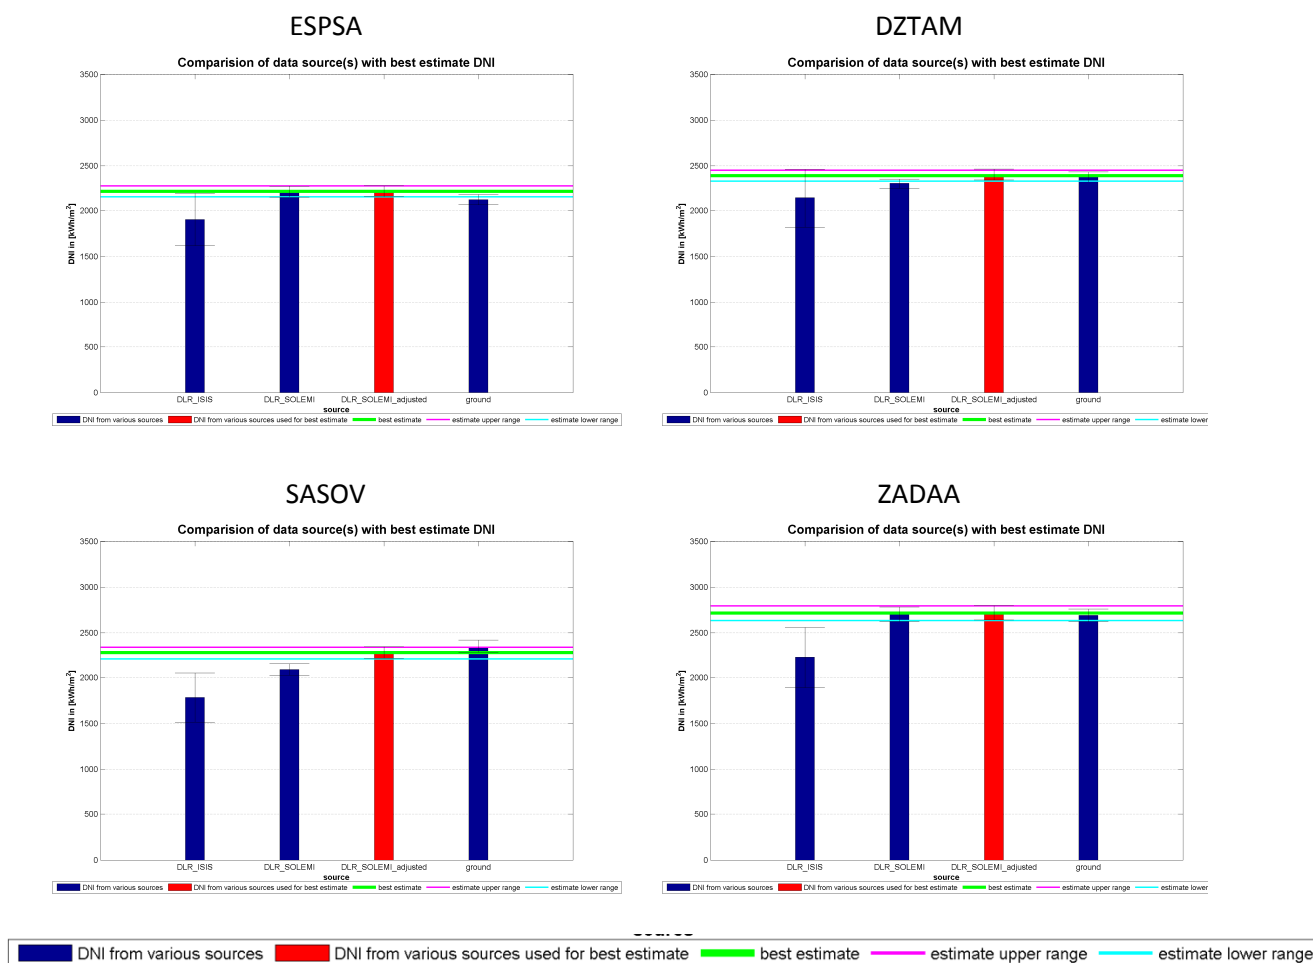 ESPSA
Comparision of data source(s) with best estimate DNI
3500
3000
2500
2000
1500
1000
500
0
DNI in [kWh/m²]
DLR_ISIS DLR_SOLEMI DLR_SOLEMI_adjusted ground
source
DNI from various sources DNI from various sources used for best estimate best estimate estimate upper range estimate lower range
DZTAM
Comparision of data source(s) with best estimate DNI
3500
3000
2500
2000
1500
1000
500
0
DNI in [kWh/m²]
DLR_ISIS DLR_SOLEMI DLR_SOLEMI_adjusted ground
source
DNI from various sources DNI from various sources used for best estimate best estimate estimate upper range estimate lower
SASOV
Comparision of data source(s) with best estimate DNI
3500
3000
2500
2000
1500
1000
500
0
DNI in [kWh/m²]
DLR_ISIS DLR_SOLEMI DLR_SOLEMI_adjusted ground
source
DNI from various sources DNI from various sources used for best estimate best estimate estimate upper range estimate lower range
ZADAA
Comparision of data source(s) with best estimate DNI
3500
3000
2500
2000
1500
1000
500
0
DNI in [kWh/m²]
DLR_ISIS DLR_SOLEMI DLR_SOLEMI_adjusted ground
source
DNI from various sources DNI from various sources used for best estimate best estimate estimate upper range estimate lower
DNI from various sources DNI from various sources used for best estimate best estimate estimate upper range estimate lower range